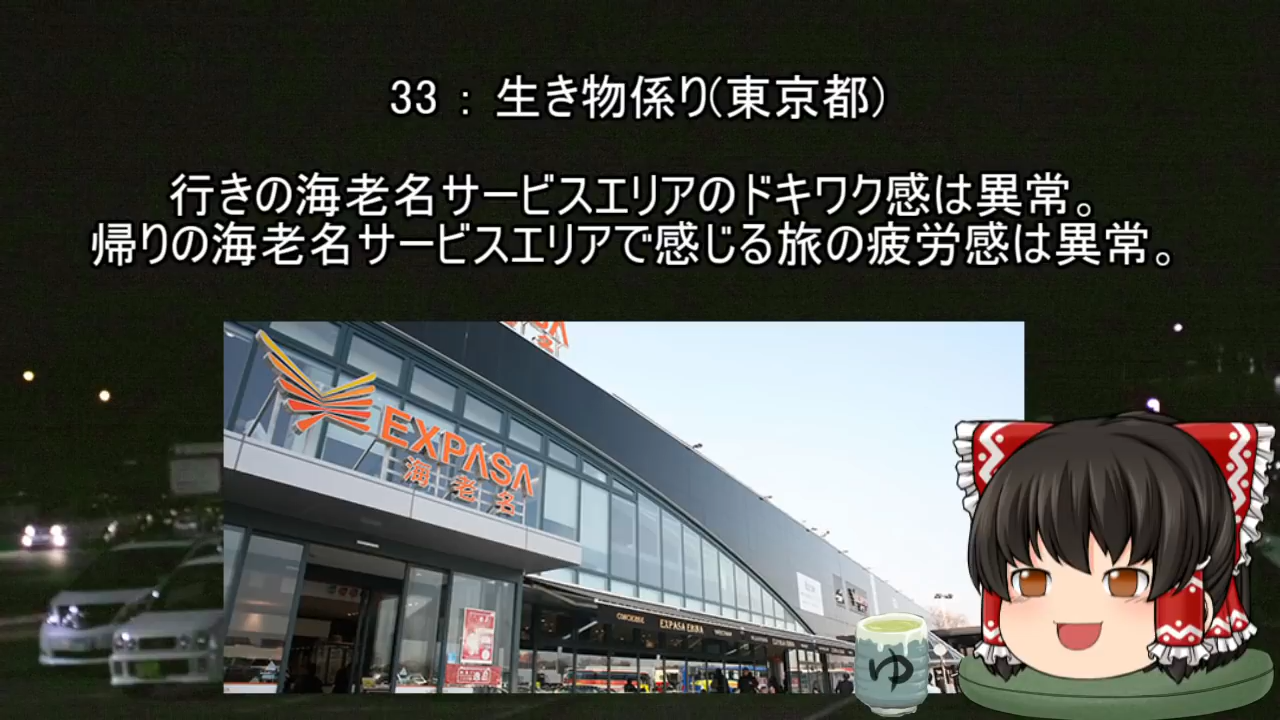 33 : 生き物係り(東京都)
行きの海老名サービスエリアのドキワク感は異常。
帰りの海老名サービスエリアで感じる旅の疲労感は異常。
EXPASA
海老名
EXPASA EBINA
ゆ